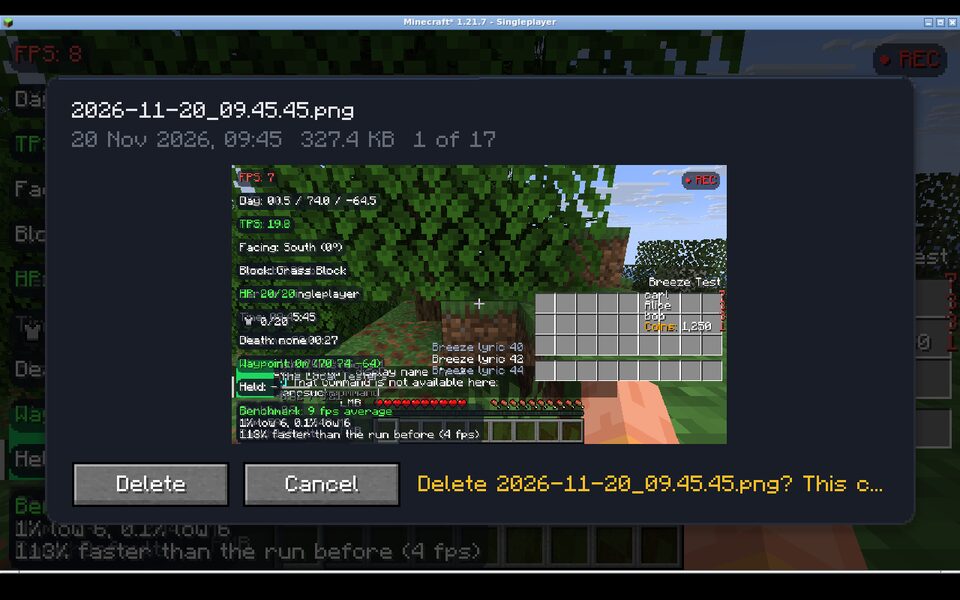 Minecraft* 1.21.7 - Singleplayer
FPS: 8
REC
2026-11-20_09.45.45.png
20 Nov 2026, 09:45 327.4 KB 1 of 17
FPS: 7
REC
Day:
/ 74.0 / -64.5
TPS: 19.8
Facing: South (0°)
Block: Grass Block
HP: 20/20
0/20
Death: none
Breeze Test
carl
Alice
bob
Coins: 1,250
Breeze lyric 40
Breeze lyric 42
Breeze lyric 44
That command is not available here.
Held: -
LMB
Benchmark: 9 fps average
1% low 6, 0.1% low 6
113% faster than the run before (4 fps)
Delete
Cancel
Delete 2026-11-20_09.45.45.png? This c...
1% low 6, 0.1% low 6
113% faster than the run before (4 fps)